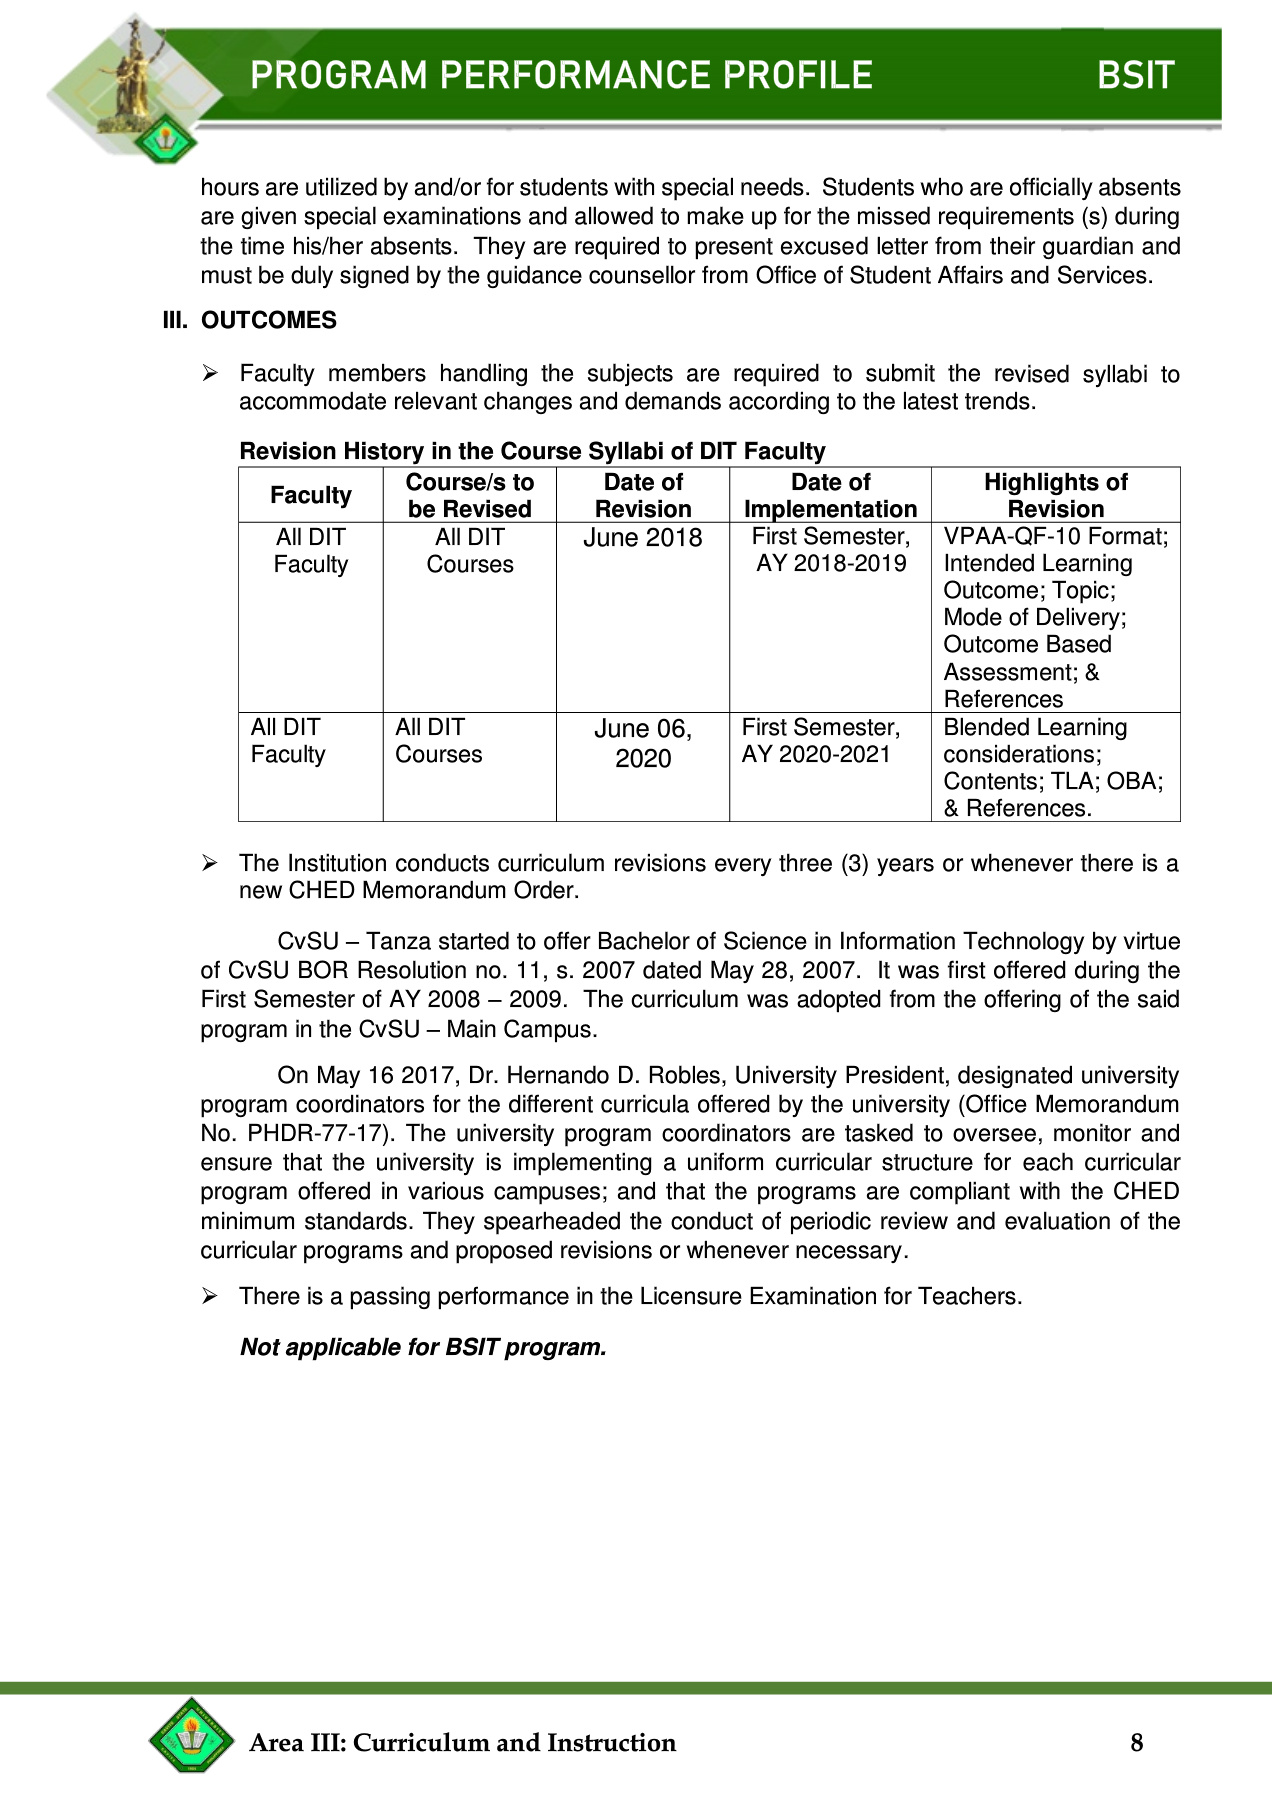 PROGRAM PERFORMANCE PROFILE BSIT
hours are utilized by and/or for students with special needs. Students who are officially absents
are given special examinations and allowed to make up for the missed requirements (s) during
the time his/her absents. They are required to present excused letter from their guardian and
must be duly signed by the guidance counsellor from Office of Student Affairs and Services.
III. OUTCOMES
➢ Faculty members handling the subjects are required to submit the revised syllabi to
accommodate relevant changes and demands according to the latest trends.
Revision History in the Course Syllabi of DIT Faculty
Faculty
Course/s to
be Revised
Date of
Revision
Date of
Implementation
Highlights of
Revision
All DIT
Faculty
All DIT
Courses
June 2018
First Semester,
AY 2018-2019
VPAA-QF-10 Format;
Intended Learning
Outcome; Topic;
Mode of Delivery;
Outcome Based
Assessment; &
References
All DIT
Faculty
All DIT
Courses
June 06,
2020
First Semester,
AY 2020-2021
Blended Learning
considerations;
Contents; TLA; OBA;
& References.
➢ The Institution conducts curriculum revisions every three (3) years or whenever there is a
new CHED Memorandum Order.
CvSU – Tanza started to offer Bachelor of Science in Information Technology by virtue
of CvSU BOR Resolution no. 11, s. 2007 dated May 28, 2007. It was first offered during the
First Semester of AY 2008 – 2009. The curriculum was adopted from the offering of the said
program in the CvSU – Main Campus.
On May 16 2017, Dr. Hernando D. Robles, University President, designated university
program coordinators for the different curricula offered by the university (Office Memorandum
No. PHDR-77-17). The university program coordinators are tasked to oversee, monitor and
ensure that the university is implementing a uniform curricular structure for each curricular
program offered in various campuses; and that the programs are compliant with the CHED
minimum standards. They spearheaded the conduct of periodic review and evaluation of the
curricular programs and proposed revisions or whenever necessary.
➢ There is a passing performance in the Licensure Examination for Teachers.
Not applicable for BSIT program.
Area III: Curriculum and Instruction 8